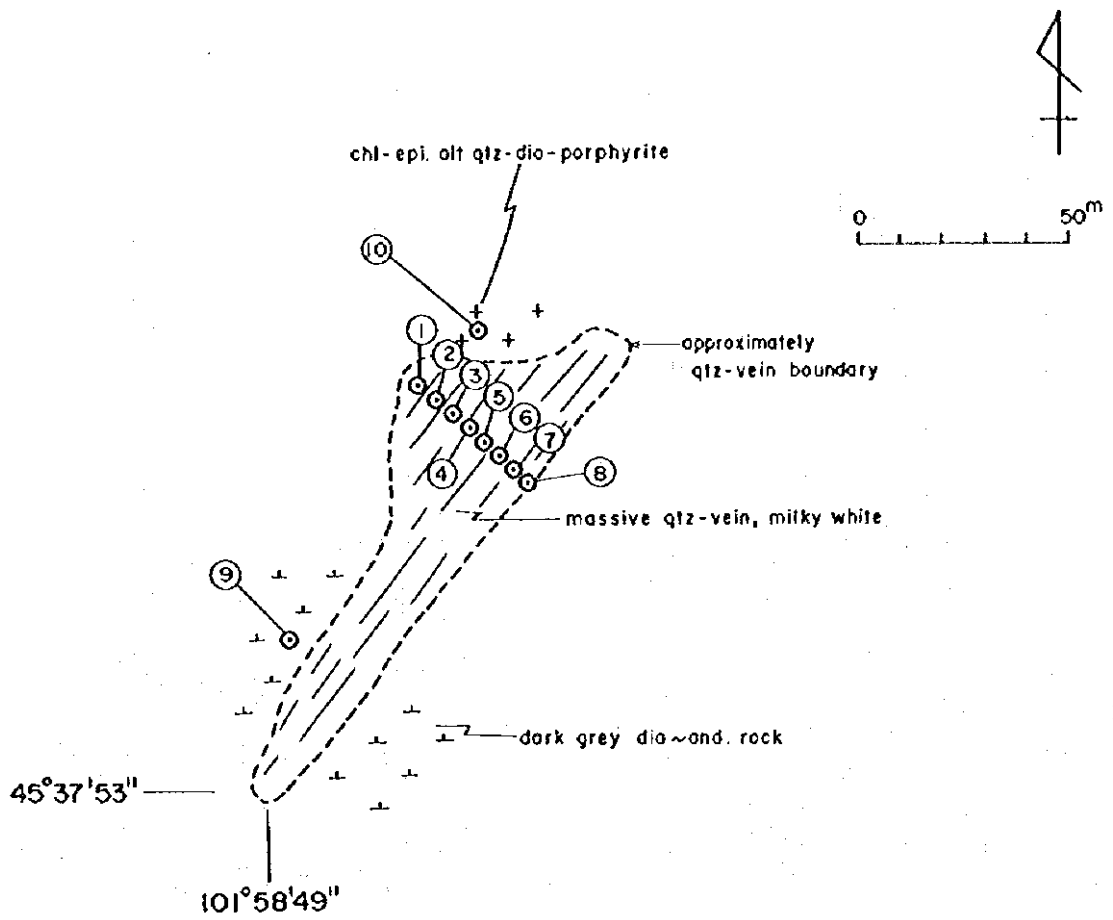 chl-epi. alt qtz-dio-porphyrite
0 50m
10
1
2
3
approximately
qtz-vein boundary
5
6
7
4
8
massive qtz-vein, milky white
9
dark grey dia~and. rock
45°37'53"
101°58'49"